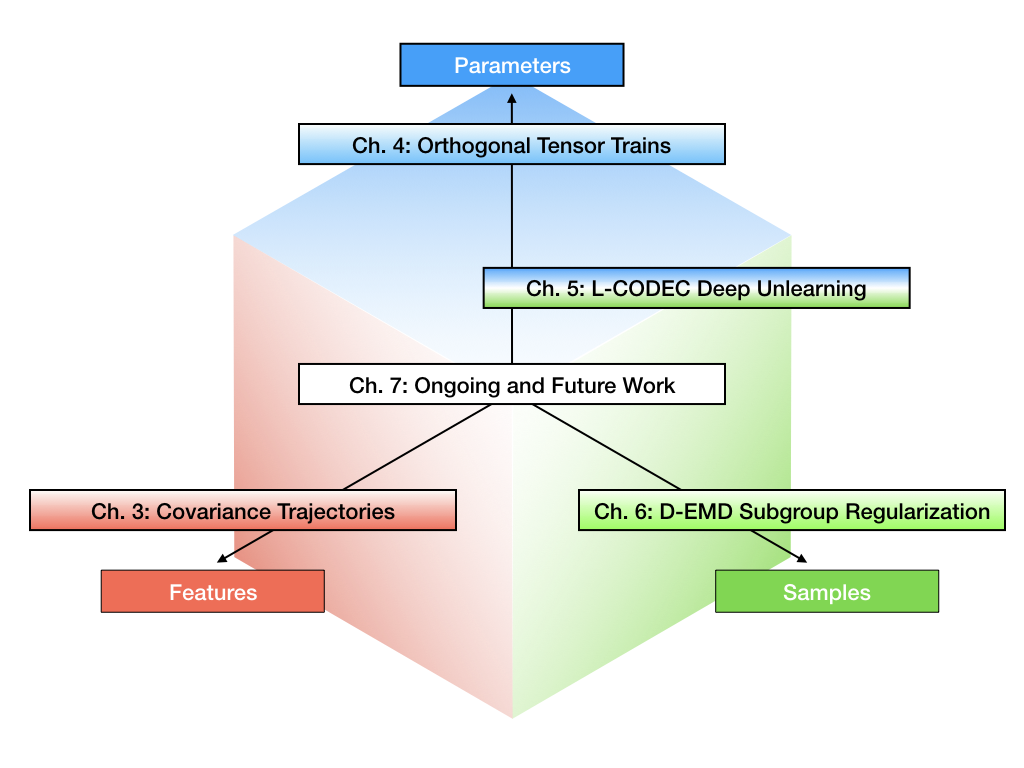 Parameters
Ch. 4: Orthogonal Tensor Trains
Ch. 5: L-CODEC Deep Unlearning
Ch. 7: Ongoing and Future Work
Ch. 3: Covariance Trajectories
Ch. 6: D-EMD Subgroup Regularization
Features
Samples